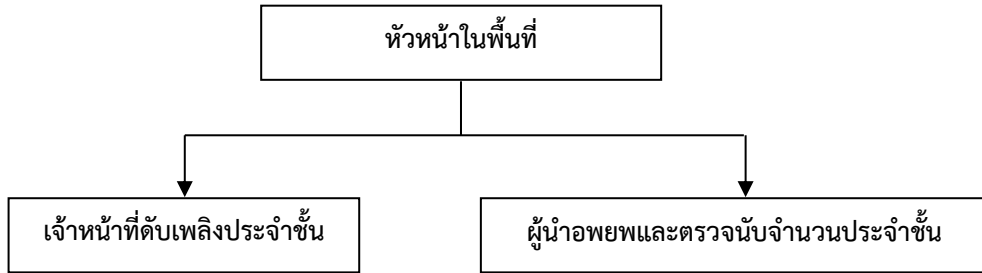 หัวหน้าในพื้นที่
เจ้าหน้าที่ดับเพลิงประจำชั้น
ผู้นำอพยพและตรวจนับจำนวนประจำชั้น